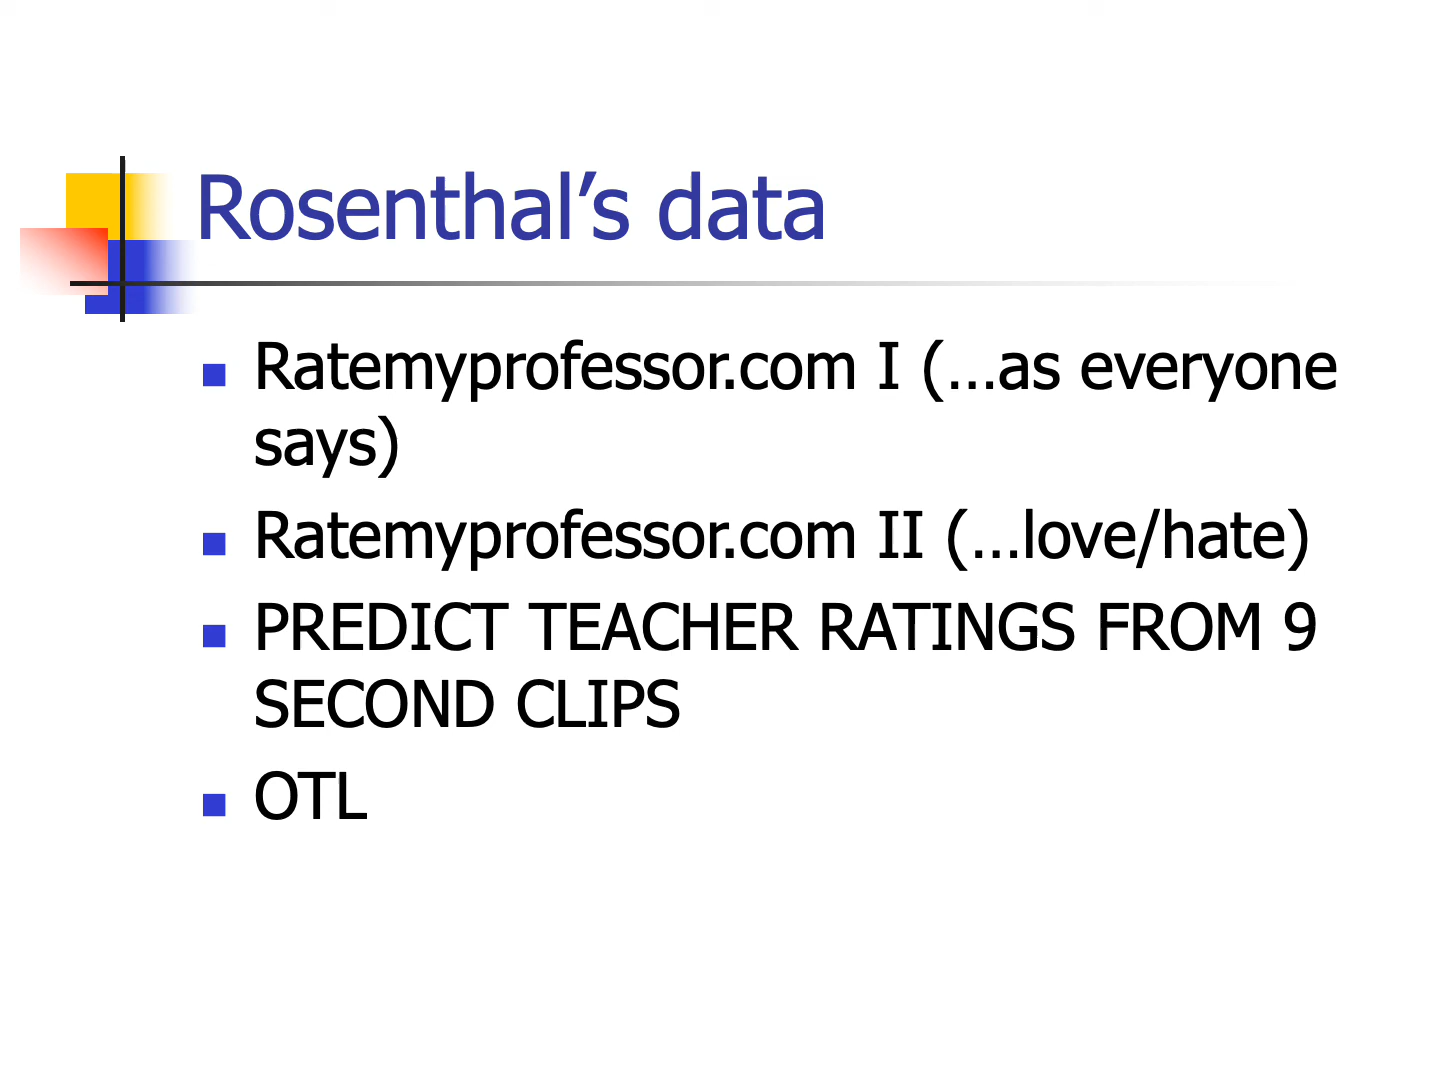 Rosenthal’s data
Ratemyprofessor.com I (…as everyone
says)
Ratemyprofessor.com II (…love/hate)
PREDICT TEACHER RATINGS FROM 9
SECOND CLIPS
OTL